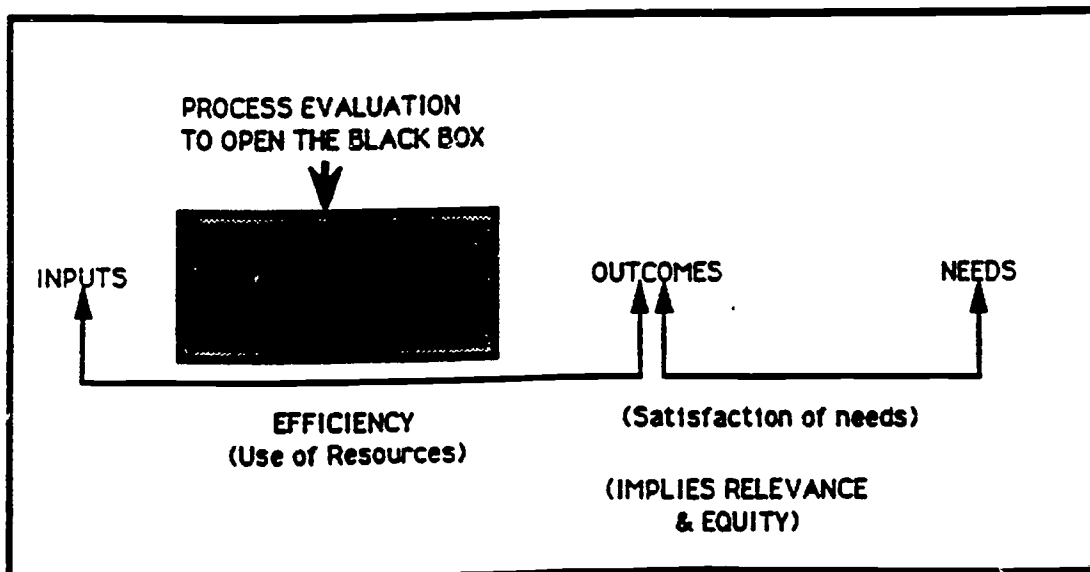 PROCESS EVALUATION
TO OPEN THE BLACK BOX
INPUTS
OUTCOMES
NEEDS
EFFICIENCY
(Use of Resources)
(Satisfaction of needs)
(IMPLIES RELEVANCE
& EQUITY)